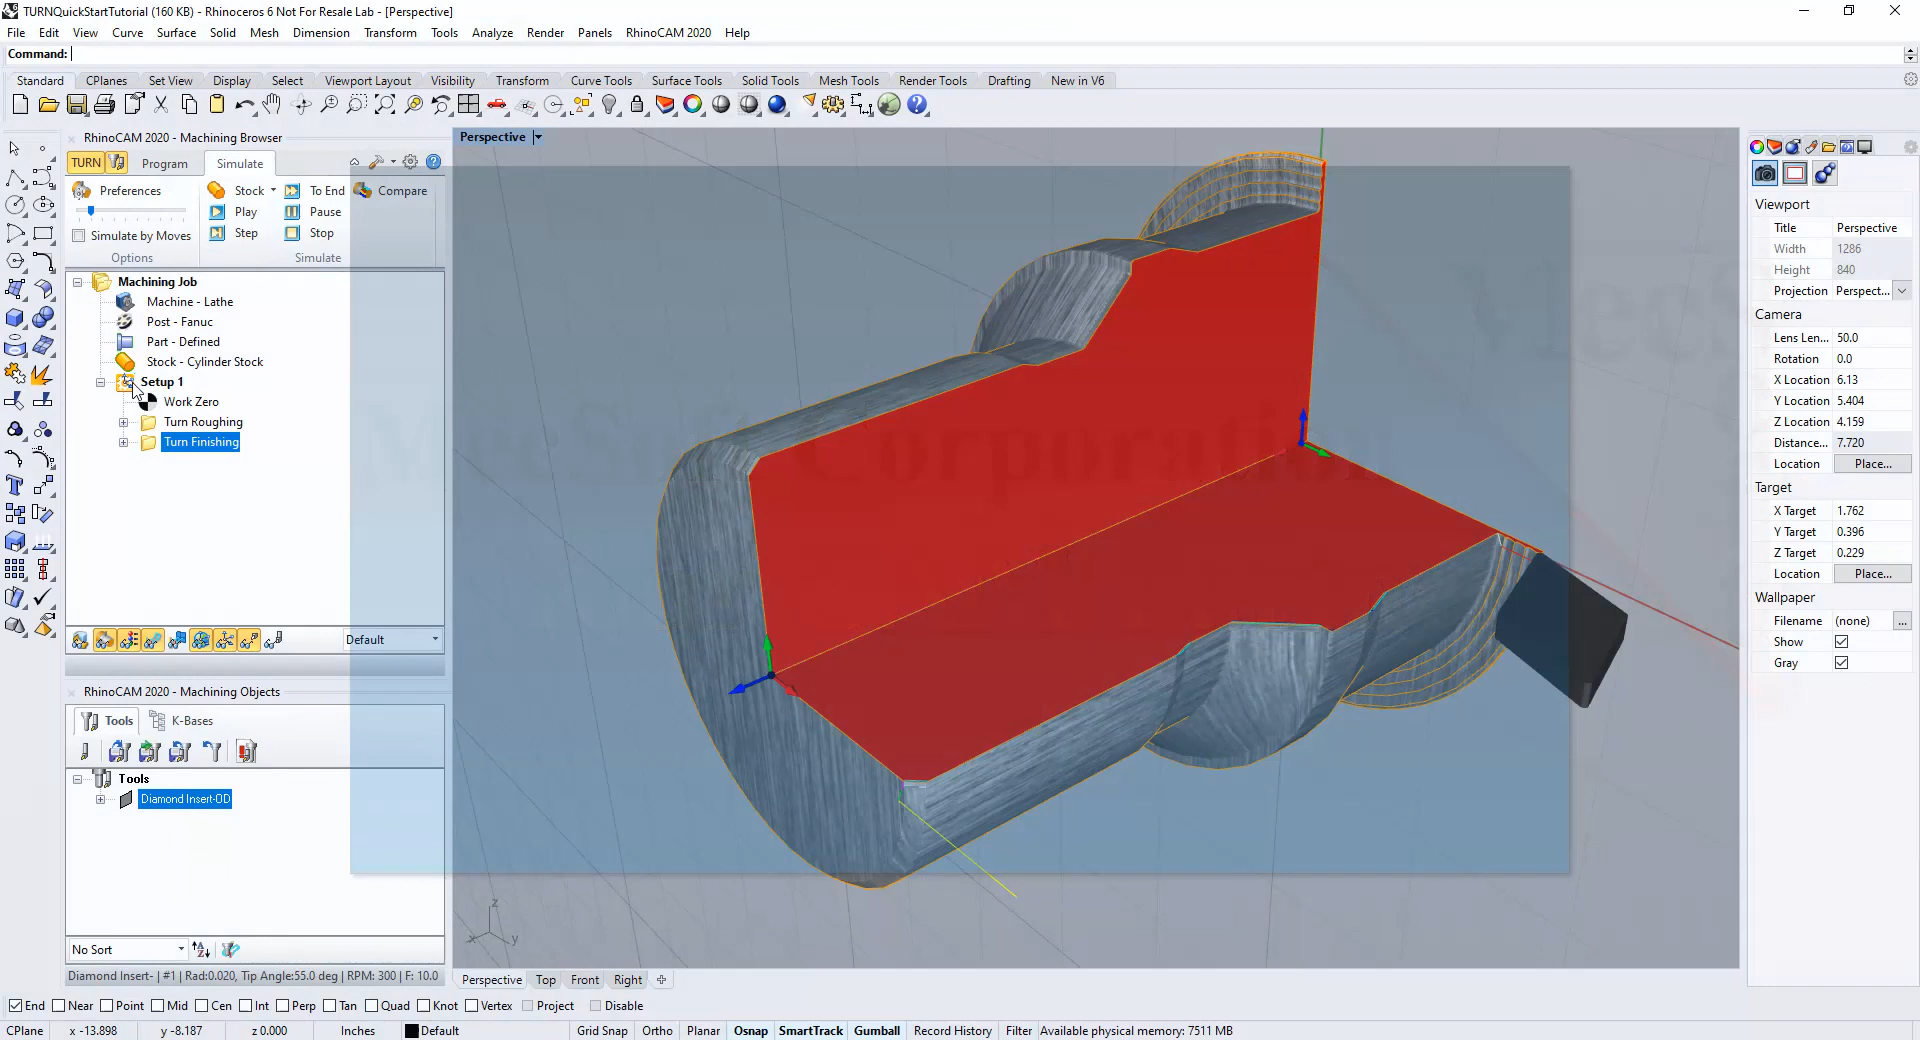 TURNQuickStartTutorial (160 KB) - Rhinoceros 6 Not For Resale Lab - [Perspective]
File Edit View Curve Surface Solid Mesh Dimension Transform Tools Analyze Render Panels RhinoCAM 2020 Help
Command:
Standard CPlanes Set View Display Select Viewport Layout Visibility Transform Curve Tools Surface Tools Solid Tools Mesh Tools Render Tools Drafting New in V6
RhinoCAM 2020 - Machining Browser
TURN Program Simulate
Preferences Stock To End Compare
Play Pause
Simulate by Moves Step Stop
Options Simulate
Machining Job
Machine - Lathe
Post - Fanuc
Part - Defined
Stock - Cylinder Stock
Setup 1
Work Zero
Turn Roughing
Turn Finishing
Default
RhinoCAM 2020 - Machining Objects
Tools K-Bases
Tools
Diamond Insert-OD
No Sort
Diamond Insert- | #1 | Rad:0.020, Tip Angle:55.0 deg | RPM: 300 | F: 10.0
Perspective
Corporation
z
x y
Perspective Top Front Right
Viewport
Title Perspective
Width 1286
Height 840
Projection Perspect...
Camera
Lens Len... 50.0
Rotation 0.0
X Location 6.13
Y Location 5.404
Z Location 4.159
Distance... 7.720
Location Place...
Target
X Target 1.762
Y Target 0.396
Z Target 0.229
Location Place...
Wallpaper
Filename (none) ...
Show
Gray
End Near Point Mid Cen Int Perp Tan Quad Knot Vertex Project Disable
CPlane x -13.898 y -8.187 z 0.000 Inches Default Grid Snap Ortho Planar Osnap SmartTrack Gumball Record History Filter Available physical memory: 7511 MB